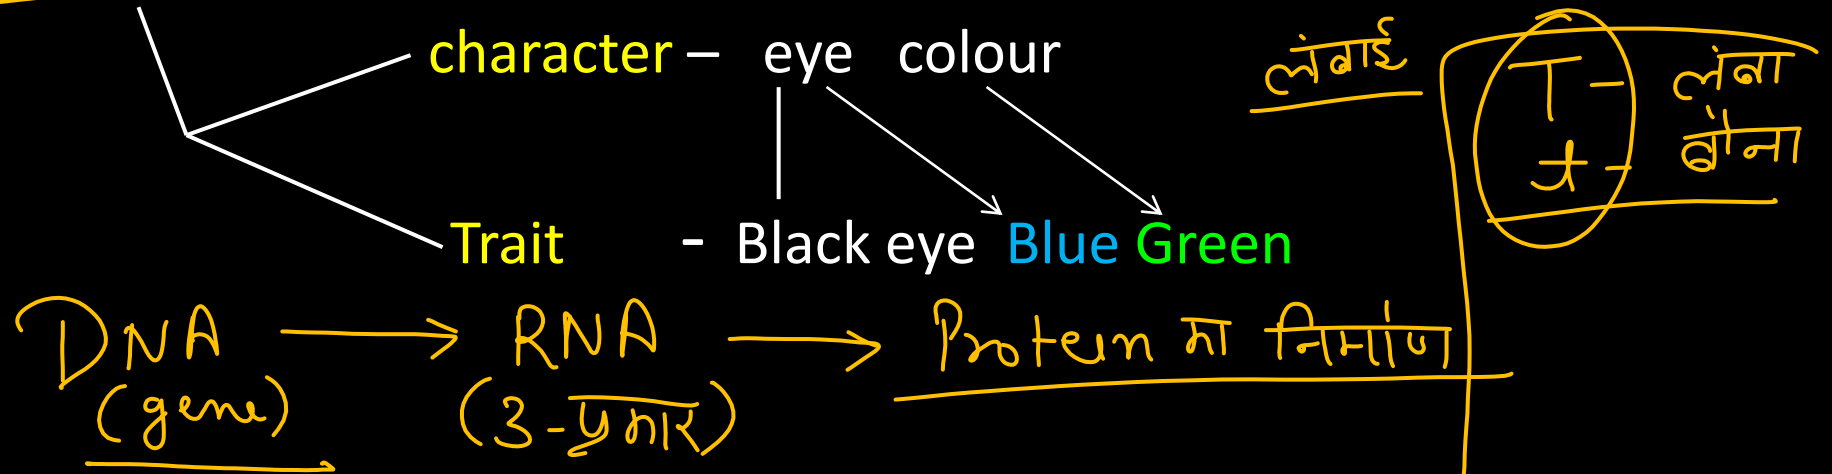 character – eye colour
लंबाई
T – लंबा
t – बौना
Trait - Black eye Blue Green
DNA → RNA → Protein का निर्माण
(gene) (3-प्रकार)